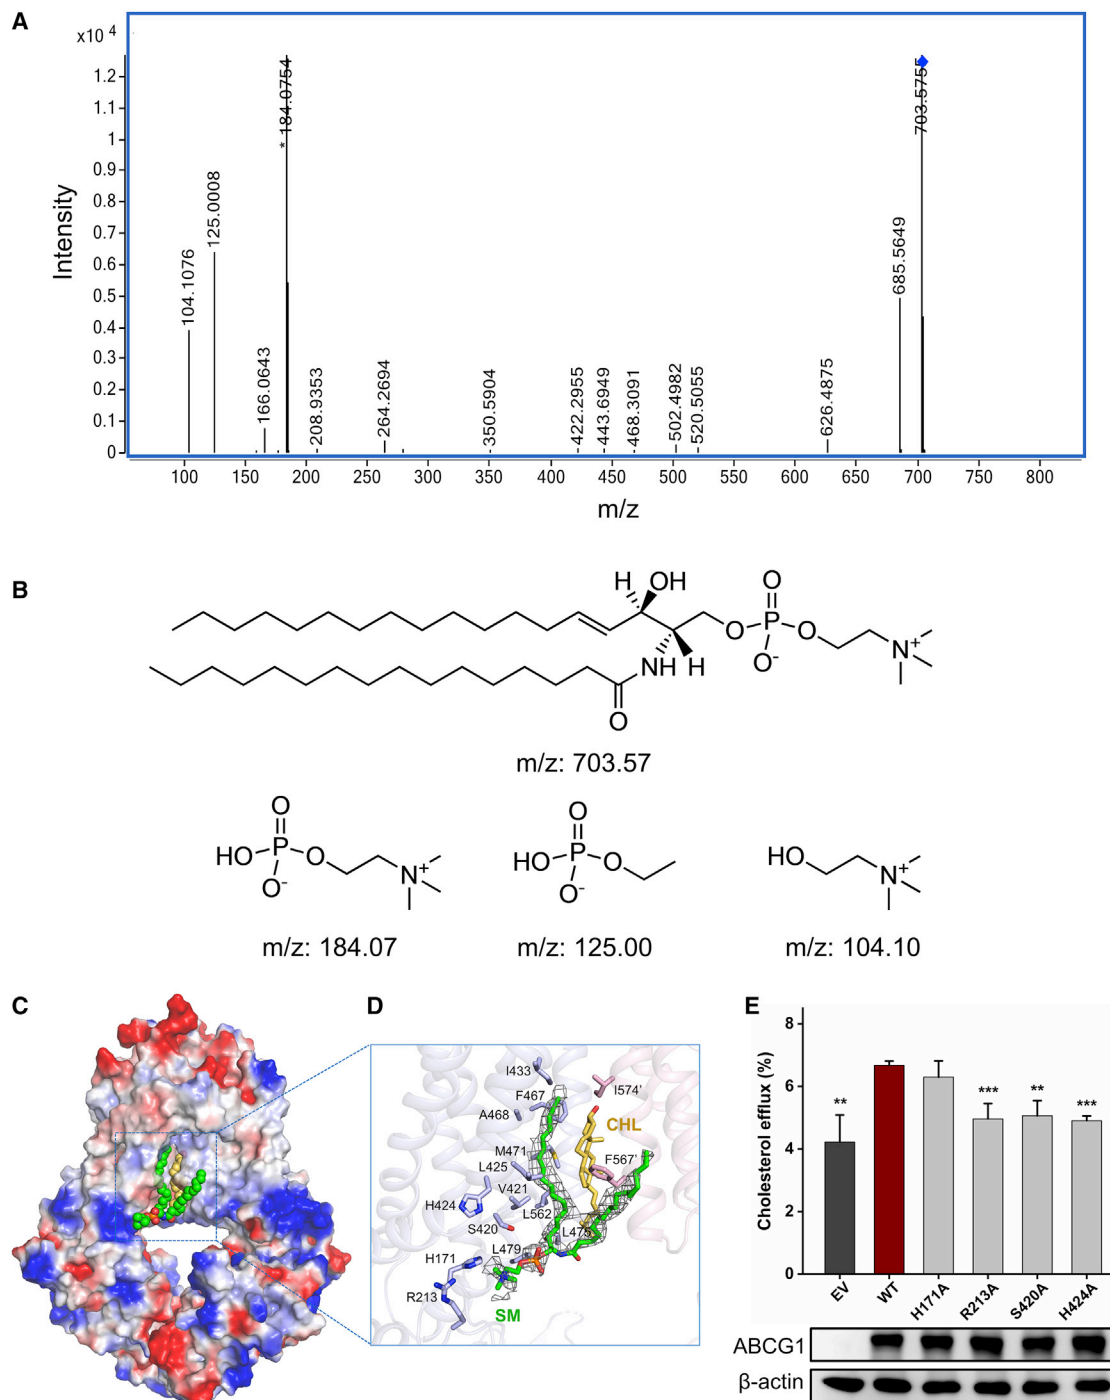 A
x10 4
1.2
1.1
1
0.9
0.8
0.7
0.6
0.5
0.4
0.3
0.2
0.1
0
Intensity
104.1076
125.0008
166.0643
* 184.0754
208.9353
264.2694
350.5904
422.2955
443.6949
468.3091
502.4982
520.5055
626.4875
685.5649
703.5755
100 150 200 250 300 350 400 450 500 550 600 650 700 750 800
m/z
B
H OH O
O P O
O- N+
NH H
O
m/z: 703.57
O O
HO P O HO P O HO
O- N+ O- N+
m/z: 184.07 m/z: 125.00 m/z: 104.10
C
D
I433
I574'
F467
A468
CHL
M471
L425
F567'
V421
H424
L562
S420
L475
L479
H171
R213
SM
E
Cholesterol efflux (%)
8
6
4
2
0
** *** ** ***
EV WT H171A R213A S420A H424A
ABCG1
β-actin